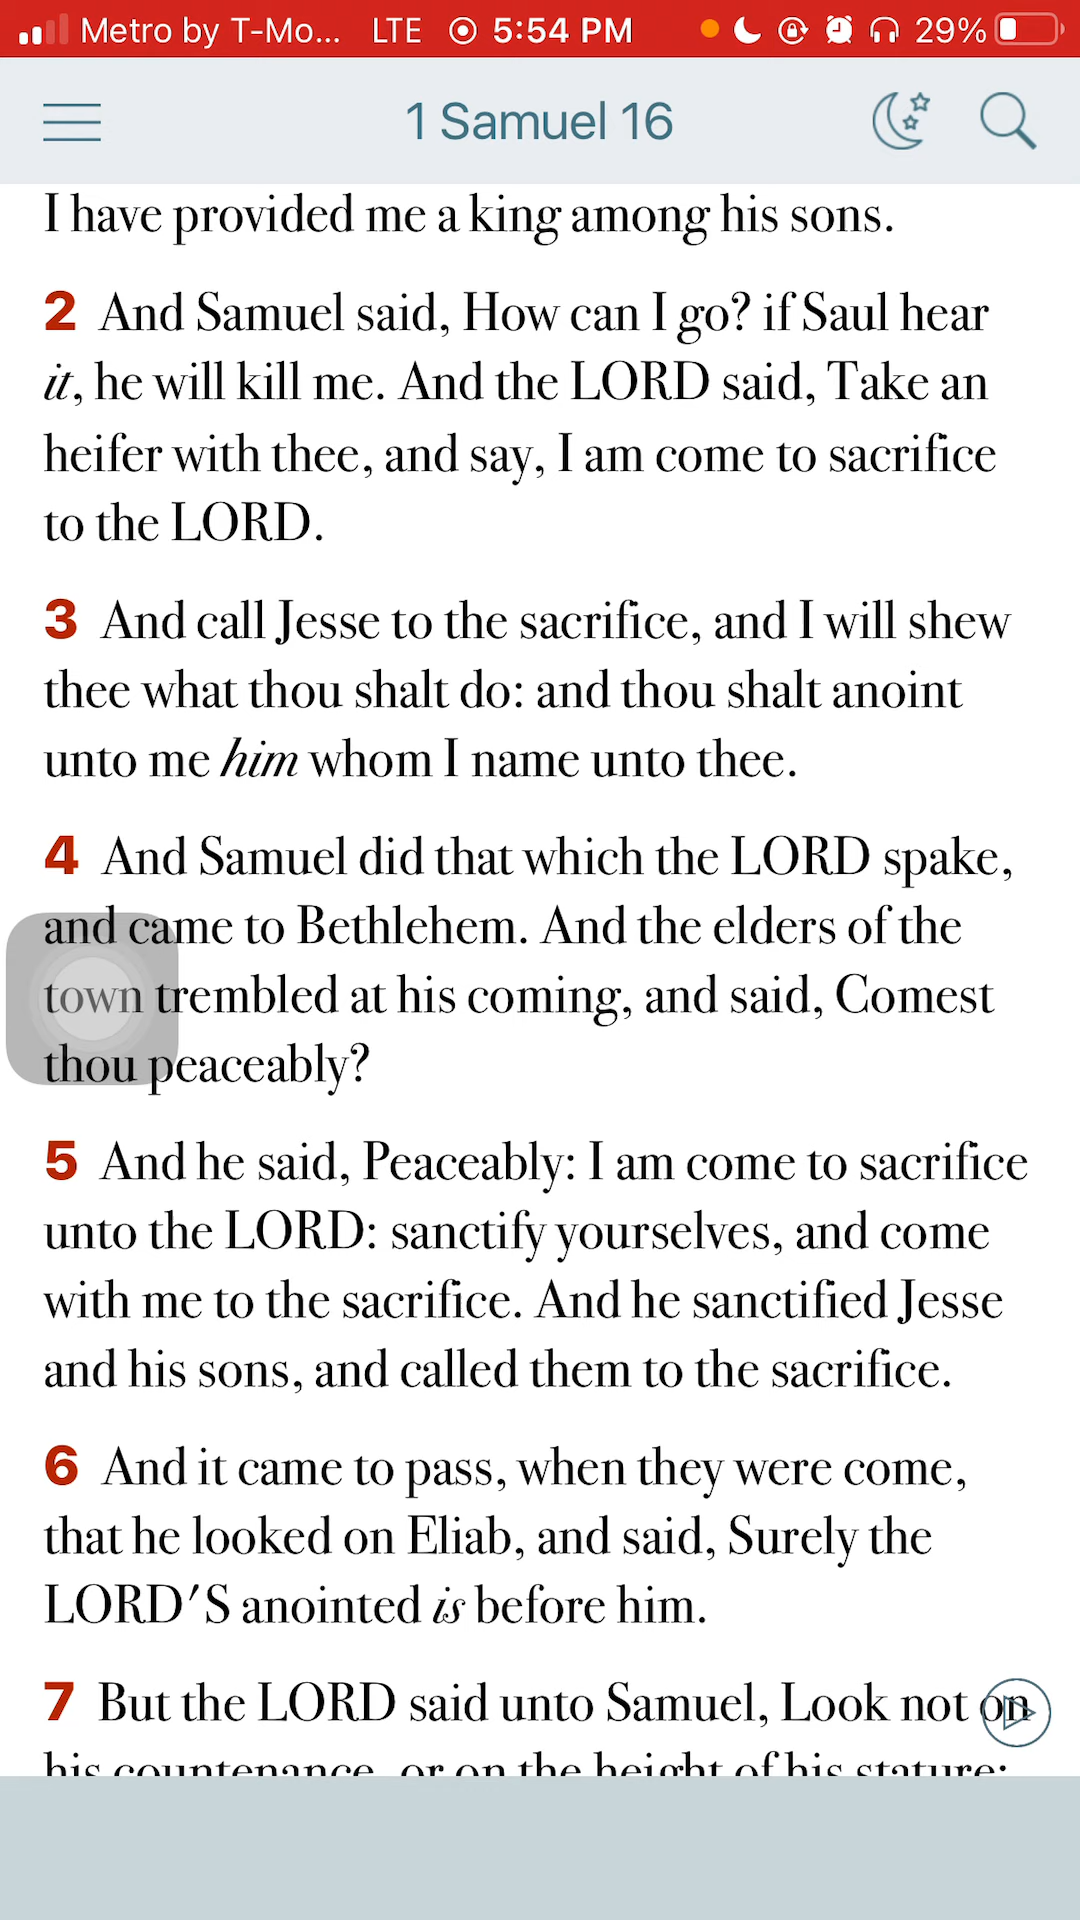 Metro by T-Mo... LTE 5:54 PM 29%
1 Samuel 16
I have provided me a king among his sons.
2 And Samuel said, How can I go? if Saul hear
it, he will kill me. And the LORD said, Take an
heifer with thee, and say, I am come to sacrifice
to the LORD.
3 And call Jesse to the sacrifice, and I will shew
thee what thou shalt do: and thou shalt anoint
unto me him whom I name unto thee.
4 And Samuel did that which the LORD spake,
and came to Bethlehem. And the elders of the
town trembled at his coming, and said, Comest
thou peaceably?
5 And he said, Peaceably: I am come to sacrifice
unto the LORD: sanctify yourselves, and come
with me to the sacrifice. And he sanctified Jesse
and his sons, and called them to the sacrifice.
6 And it came to pass, when they were come,
that he looked on Eliab, and said, Surely the
LORD'S anointed is before him.
7 But the LORD said unto Samuel, Look not on
his countenance, or on the height of his stature;